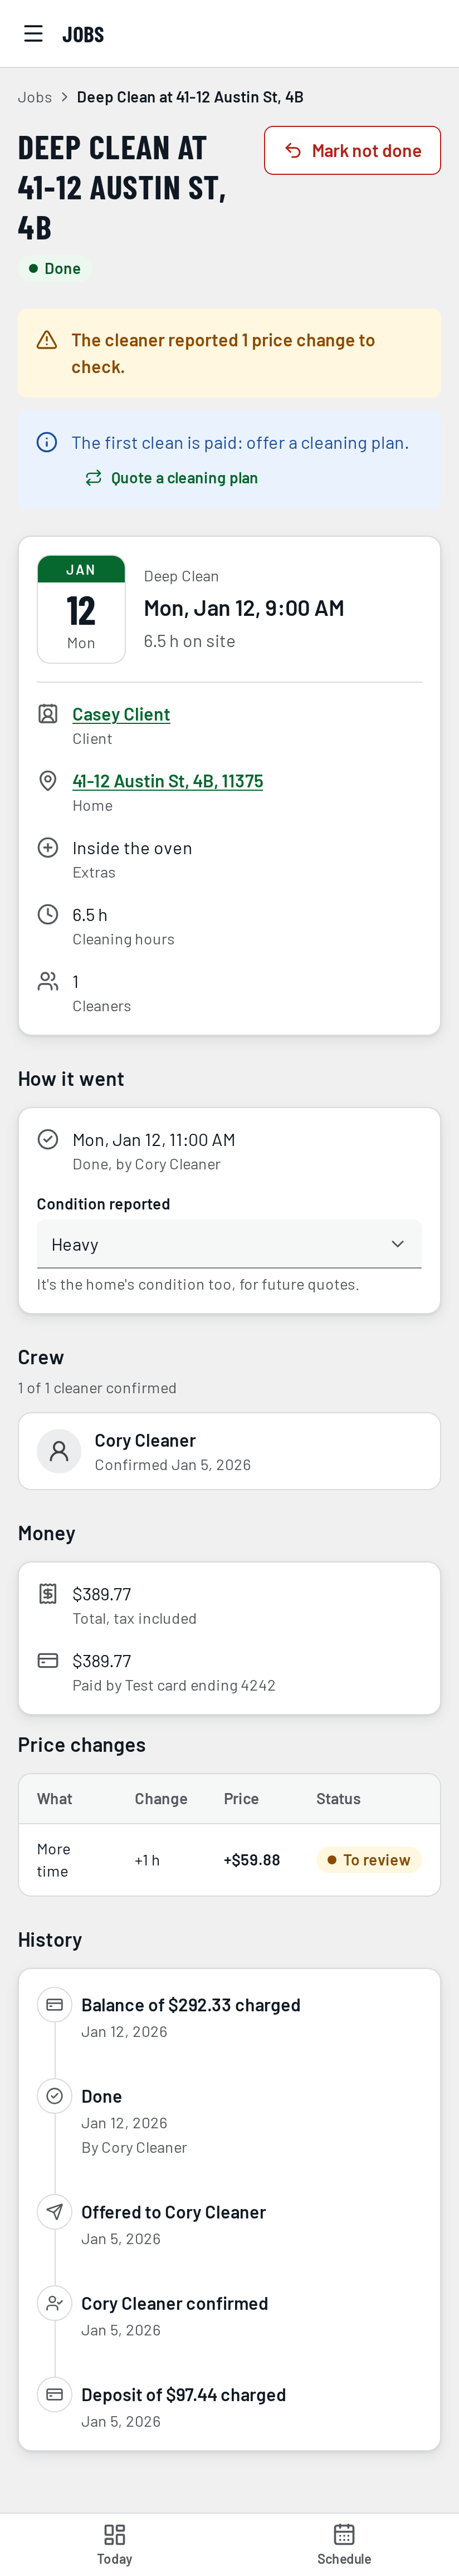 JOBS
Jobs > Deep Clean at 41-12 Austin St, 4B
DEEP CLEAN AT
41-12 AUSTIN ST,
4B
Mark not done
Done
The cleaner reported 1 price change to
check.
The first clean is paid: offer a cleaning plan.
Quote a cleaning plan
JAN
12
Mon
Deep Clean
Mon, Jan 12, 9:00 AM
6.5 h on site
Casey Client
Client
41-12 Austin St, 4B, 11375
Home
Inside the oven
Extras
6.5 h
Cleaning hours
1
Cleaners
How it went
Mon, Jan 12, 11:00 AM
Done, by Cory Cleaner
Condition reported
Heavy
It's the home's condition too, for future quotes.
Crew
1 of 1 cleaner confirmed
Cory Cleaner
Confirmed Jan 5, 2026
Money
$389.77
Total, tax included
$389.77
Paid by Test card ending 4242
Price changes
What Change Price Status
More
time
+1 h +$59.88 To review
History
Balance of $292.33 charged
Jan 12, 2026
Done
Jan 12, 2026
By Cory Cleaner
Offered to Cory Cleaner
Jan 5, 2026
Cory Cleaner confirmed
Jan 5, 2026
Deposit of $97.44 charged
Jan 5, 2026
Today Schedule